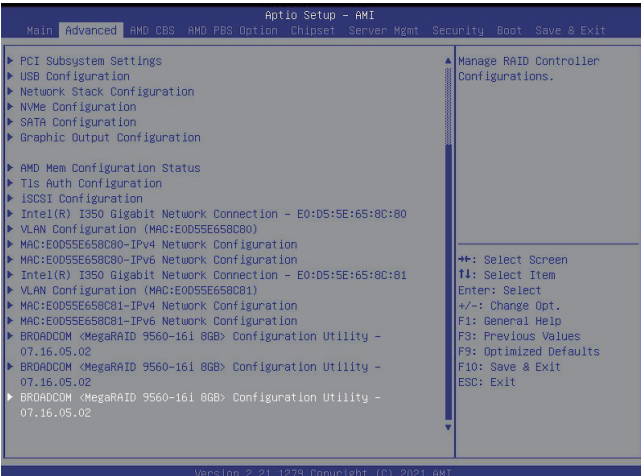 Aptio Setup - AMI
Main Advanced AMD CBS AMD PBS Option Chipset Server Mgmt Security Boot Save & Exit
PCI Subsystem Settings
USB Configuration
Network Stack Configuration
NVMe Configuration
SATA Configuration
Graphic Output Configuration
AMD Mem Configuration Status
Tls Auth Configuration
iSCSI Configuration
Intel(R) I350 Gigabit Network Connection - E0:D5:5E:65:8C:80
VLAN Configuration (MAC:E0D55E658C80)
MAC:E0D55E658C80-IPv4 Network Configuration
MAC:E0D55E658C80-IPv6 Network Configuration
Intel(R) I350 Gigabit Network Connection - E0:D5:5E:65:8C:81
VLAN Configuration (MAC:E0D55E658C81)
MAC:E0D55E658C81-IPv4 Network Configuration
MAC:E0D55E658C81-IPv6 Network Configuration
BROADCOM <MegaRAID 9560-16i 8GB> Configuration Utility -
07.16.05.02
BROADCOM <MegaRAID 9560-16i 8GB> Configuration Utility -
07.16.05.02
BROADCOM <MegaRAID 9560-16i 8GB> Configuration Utility -
07.16.05.02
Manage RAID Controller
Configurations.
→←: Select Screen
↑↓: Select Item
Enter: Select
+/-: Change Opt.
F1: General Help
F3: Previous Values
F9: Optimized Defaults
F10: Save & Exit
ESC: Exit
Version 2.21.1279 Copyright (C) 2021 AMI